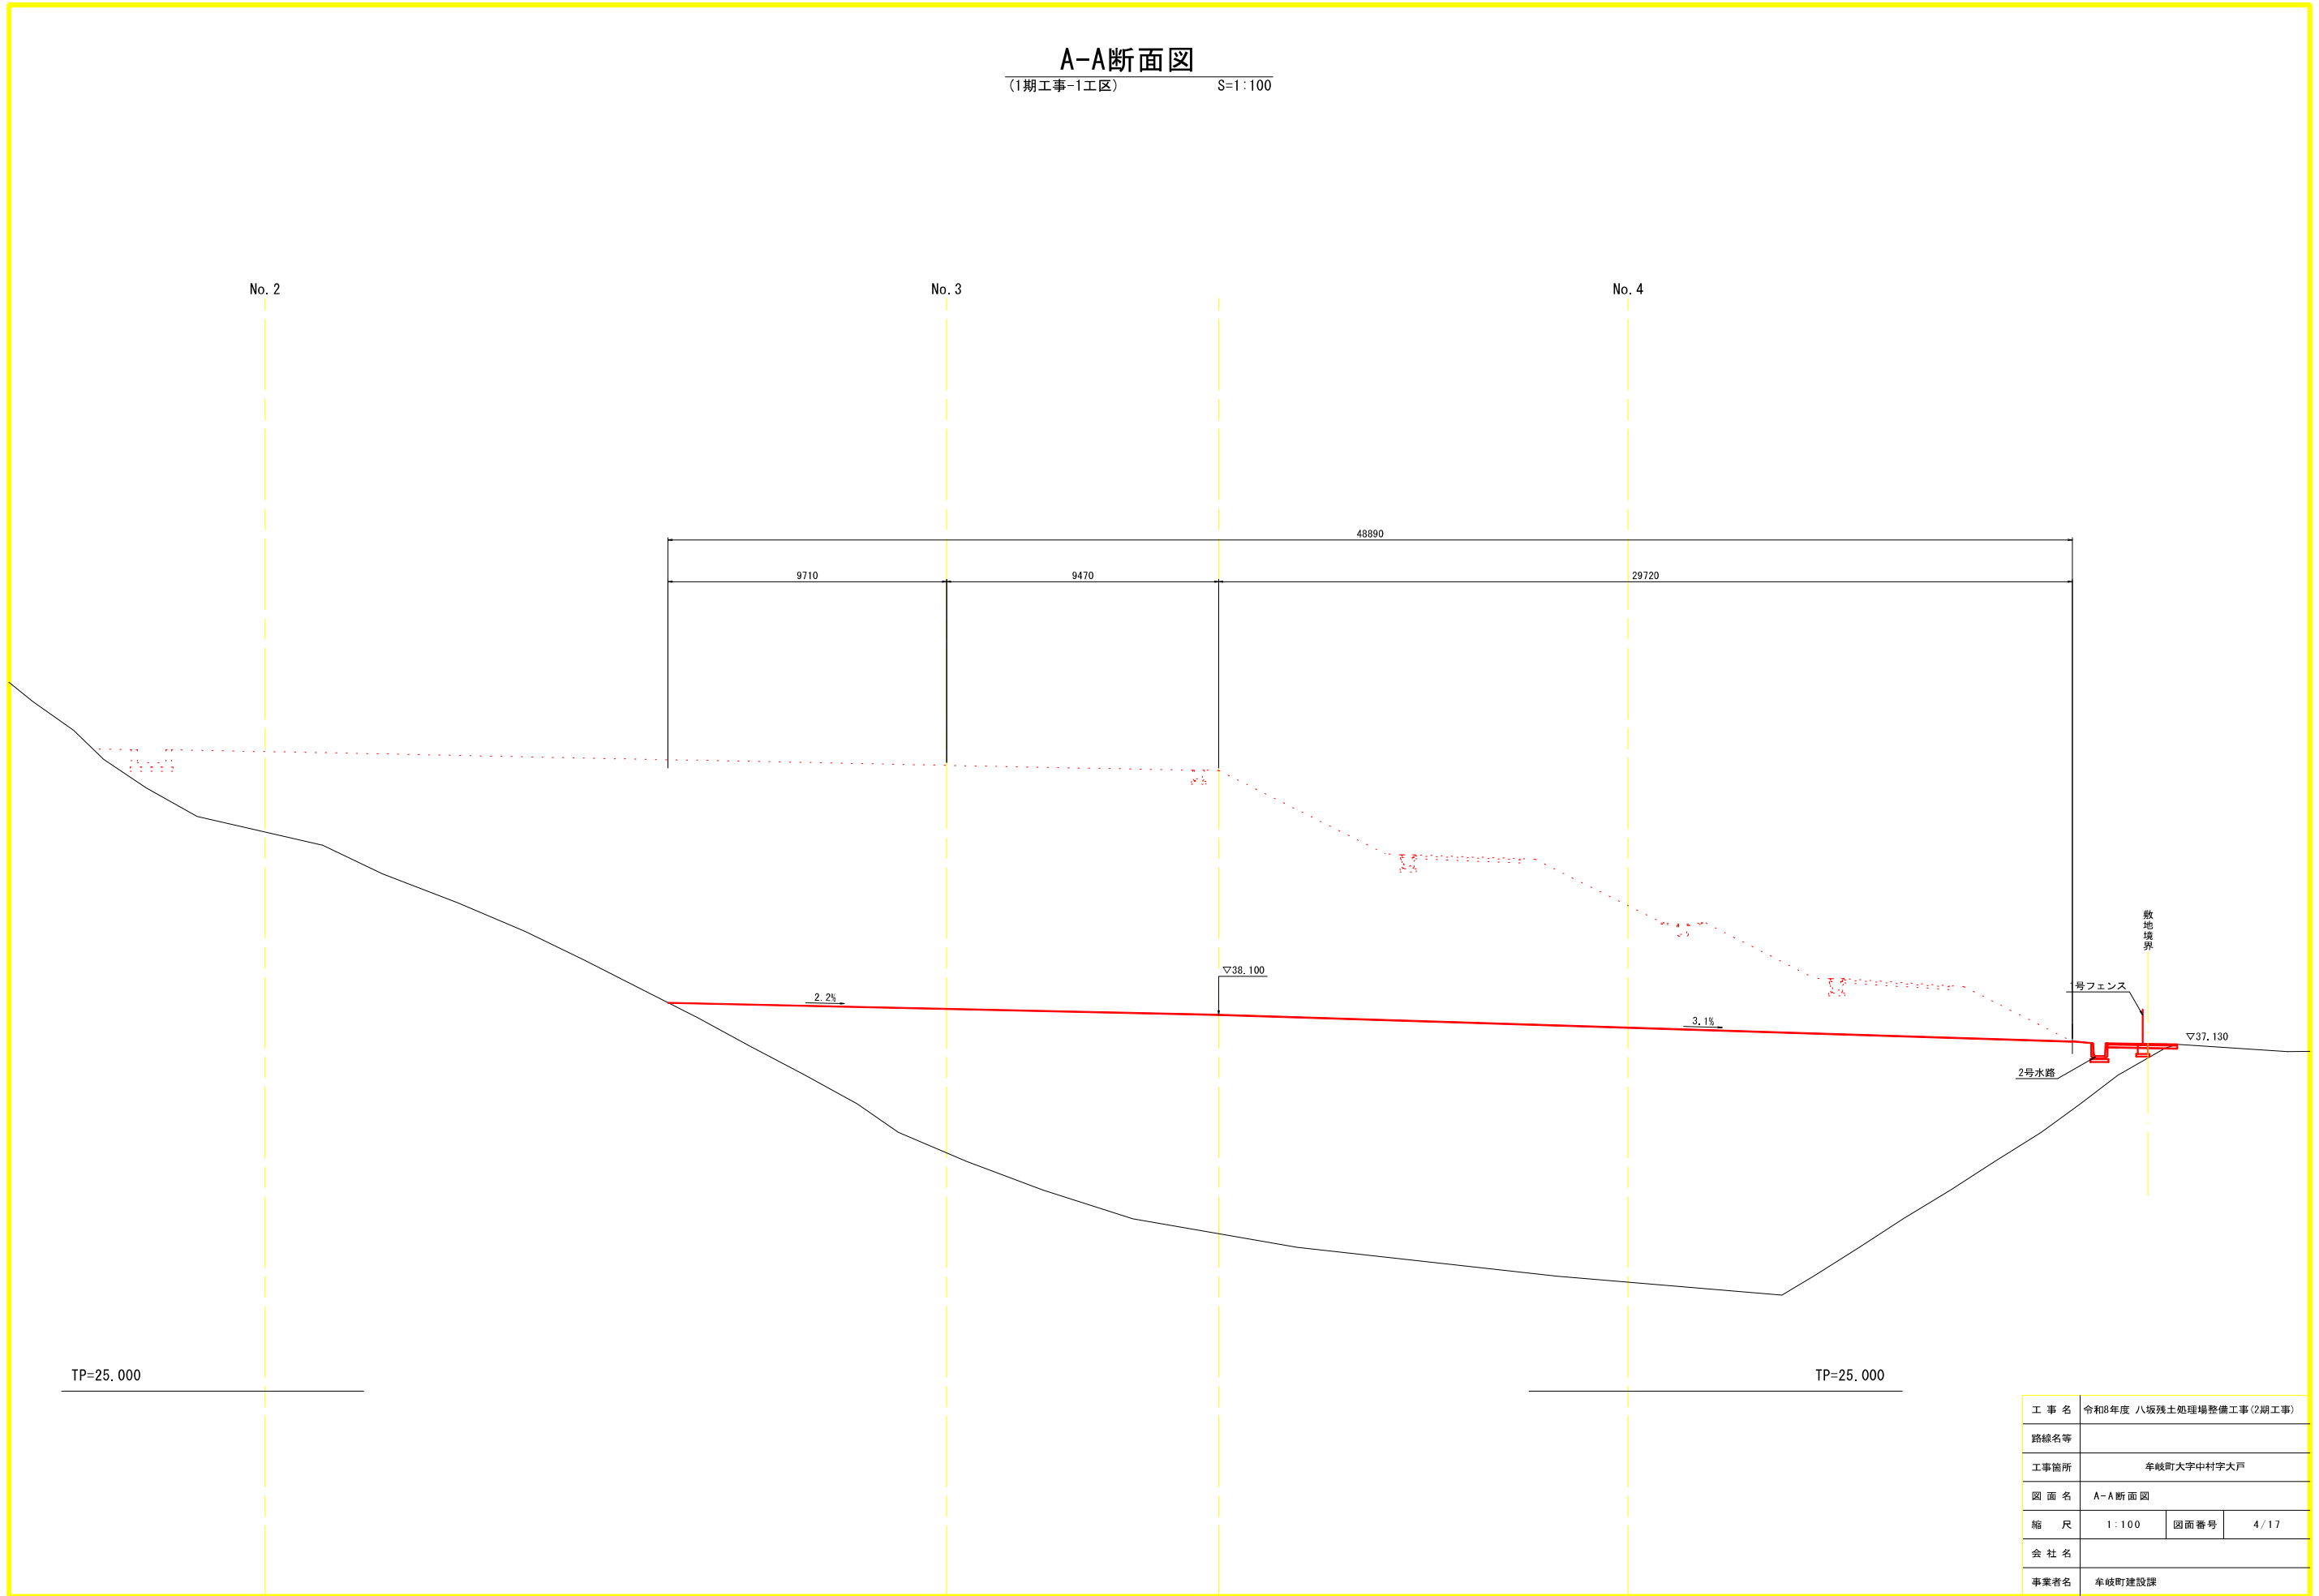 A-A断面図
(1期工事-1工区) S=1:100
No.2 No.3 No.4
48890
9710 9470 29720
敷地境界
▽38.100
1号フェンス
2.2%
3.1%
▽37.130
2号水路
TP=25.000 TP=25.000
工事名 令和8年度 八坂残土処理場整備工事(2期工事)
路線名等
工事箇所 牟岐町大字中村字大戸
図面名 A-A断面図
縮尺 1:100 図面番号 4/17
会社名
事業者名 牟岐町建設課